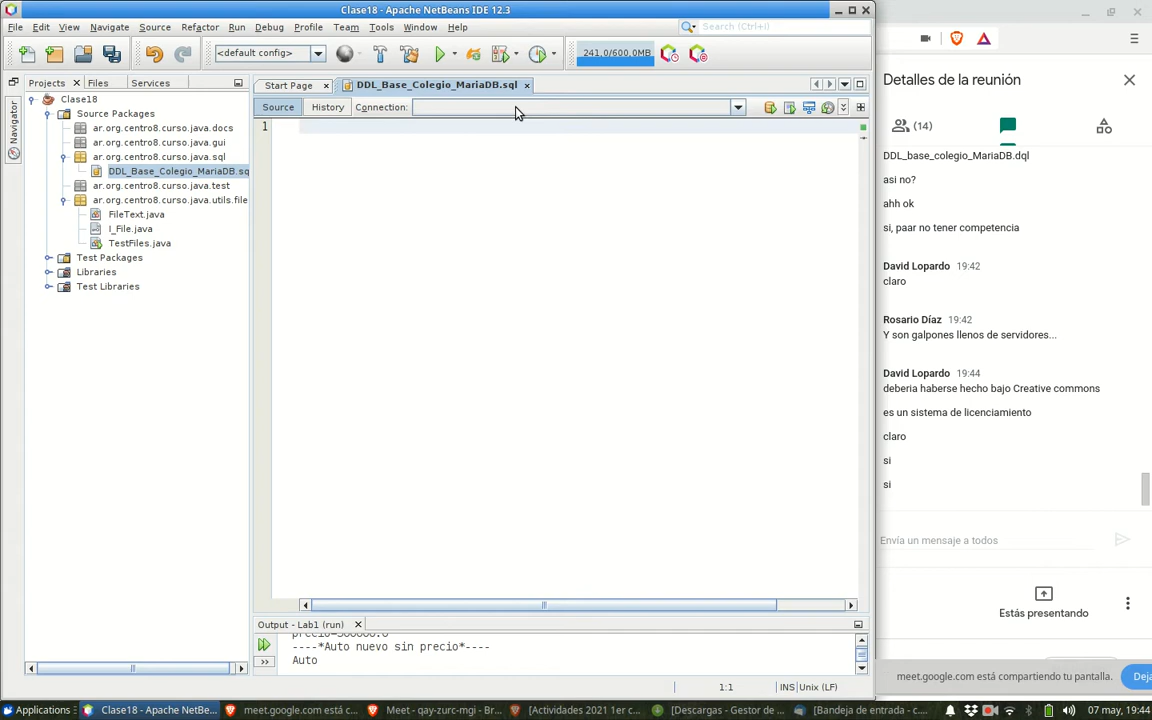 Clase18 - Apache NetBeans IDE 12.3
File Edit View Navigate Source Refactor Run Debug Profile Team Tools Window Help
Search (Ctrl+I)
<default config>
241,0/600,0MB
Projects
Files
Services
Start Page
DDL_Base_Colegio_MariaDB.sql
Source
History
Connection:
Navigator
1
Clase18
Source Packages
ar.org.centro8.curso.java.docs
ar.org.centro8.curso.java.gui
ar.org.centro8.curso.java.sql
DDL_Base_Colegio_MariaDB.sq
ar.org.centro8.curso.java.test
ar.org.centro8.curso.java.utils.file
FileText.java
I_File.java
TestFiles.java
Test Packages
Libraries
Test Libraries
Output - Lab1 (run)
----*Auto nuevo sin precio*----
Auto
1:1
INS
Unix (LF)
Detalles de la reunión
(14)
DDL_base_colegio_MariaDB.dql
asi no?
ahh ok
si, paar no tener competencia
David Lopardo 19:42
claro
Rosario Díaz 19:42
Y son galpones llenos de servidores...
David Lopardo 19:44
deberia haberse hecho bajo Creative commons
es un sistema de licenciamiento
claro
si
si
Envía un mensaje a todos
Estás presentando
meet.google.com está compartiendo tu pantalla.
Deja
Applications
Clase18 - Apache NetBe...
meet.google.com está c...
Meet - qay-zurc-mgi - Br...
[Actividades 2021 1er c...
[Descargas - Gestor de ...
[Bandeja de entrada - c...
07 may, 19:44